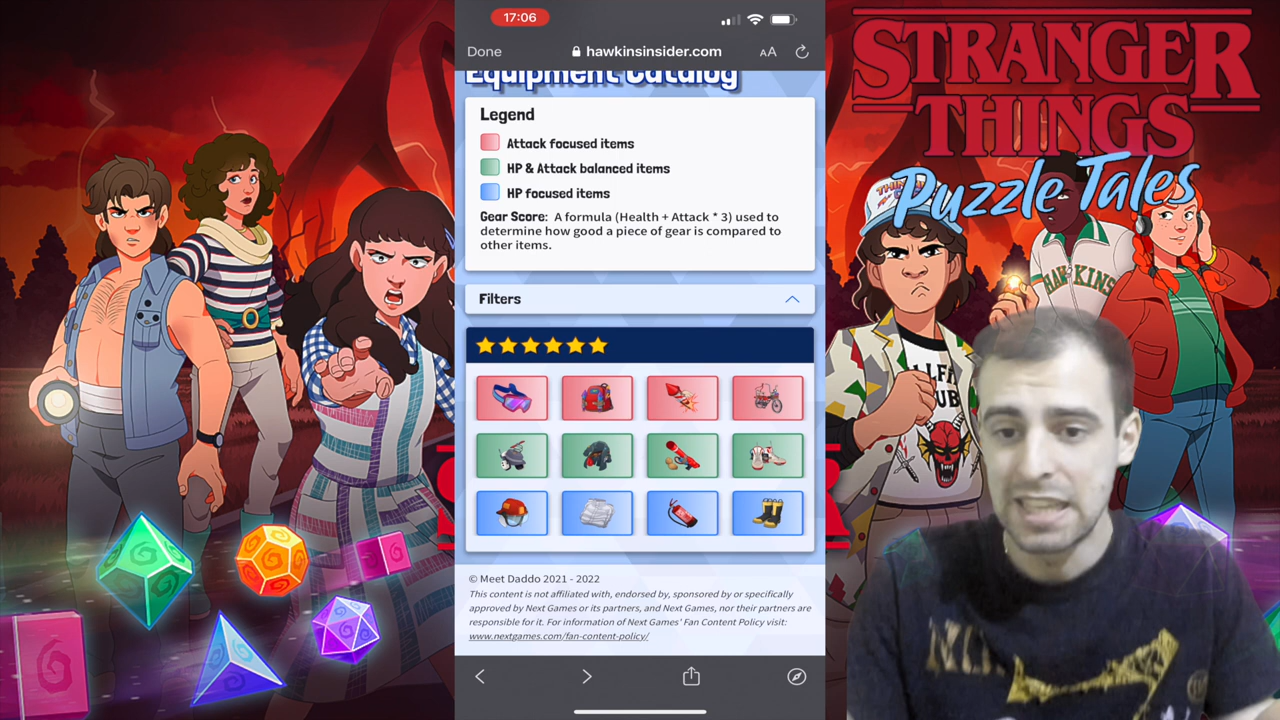 17:06
Done
hawkinsinsider.com
AA
Equipment Catalog
Legend
Attack focused items
HP & Attack balanced items
HP focused items
Gear Score: A formula (Health + Attack * 3) used to
determine how good a piece of gear is compared to
other items.
Filters
© Meet Daddo 2021 - 2022
This content is not affiliated with, endorsed by, sponsored by or specifically
approved by Next Games or its partners, and Next Games, nor their partners are
responsible for it. For information of Next Games' Fan Content Policy visit:
www.nextgames.com/fan-content-policy/
STRANGER
THINGS
Puzzle Tales